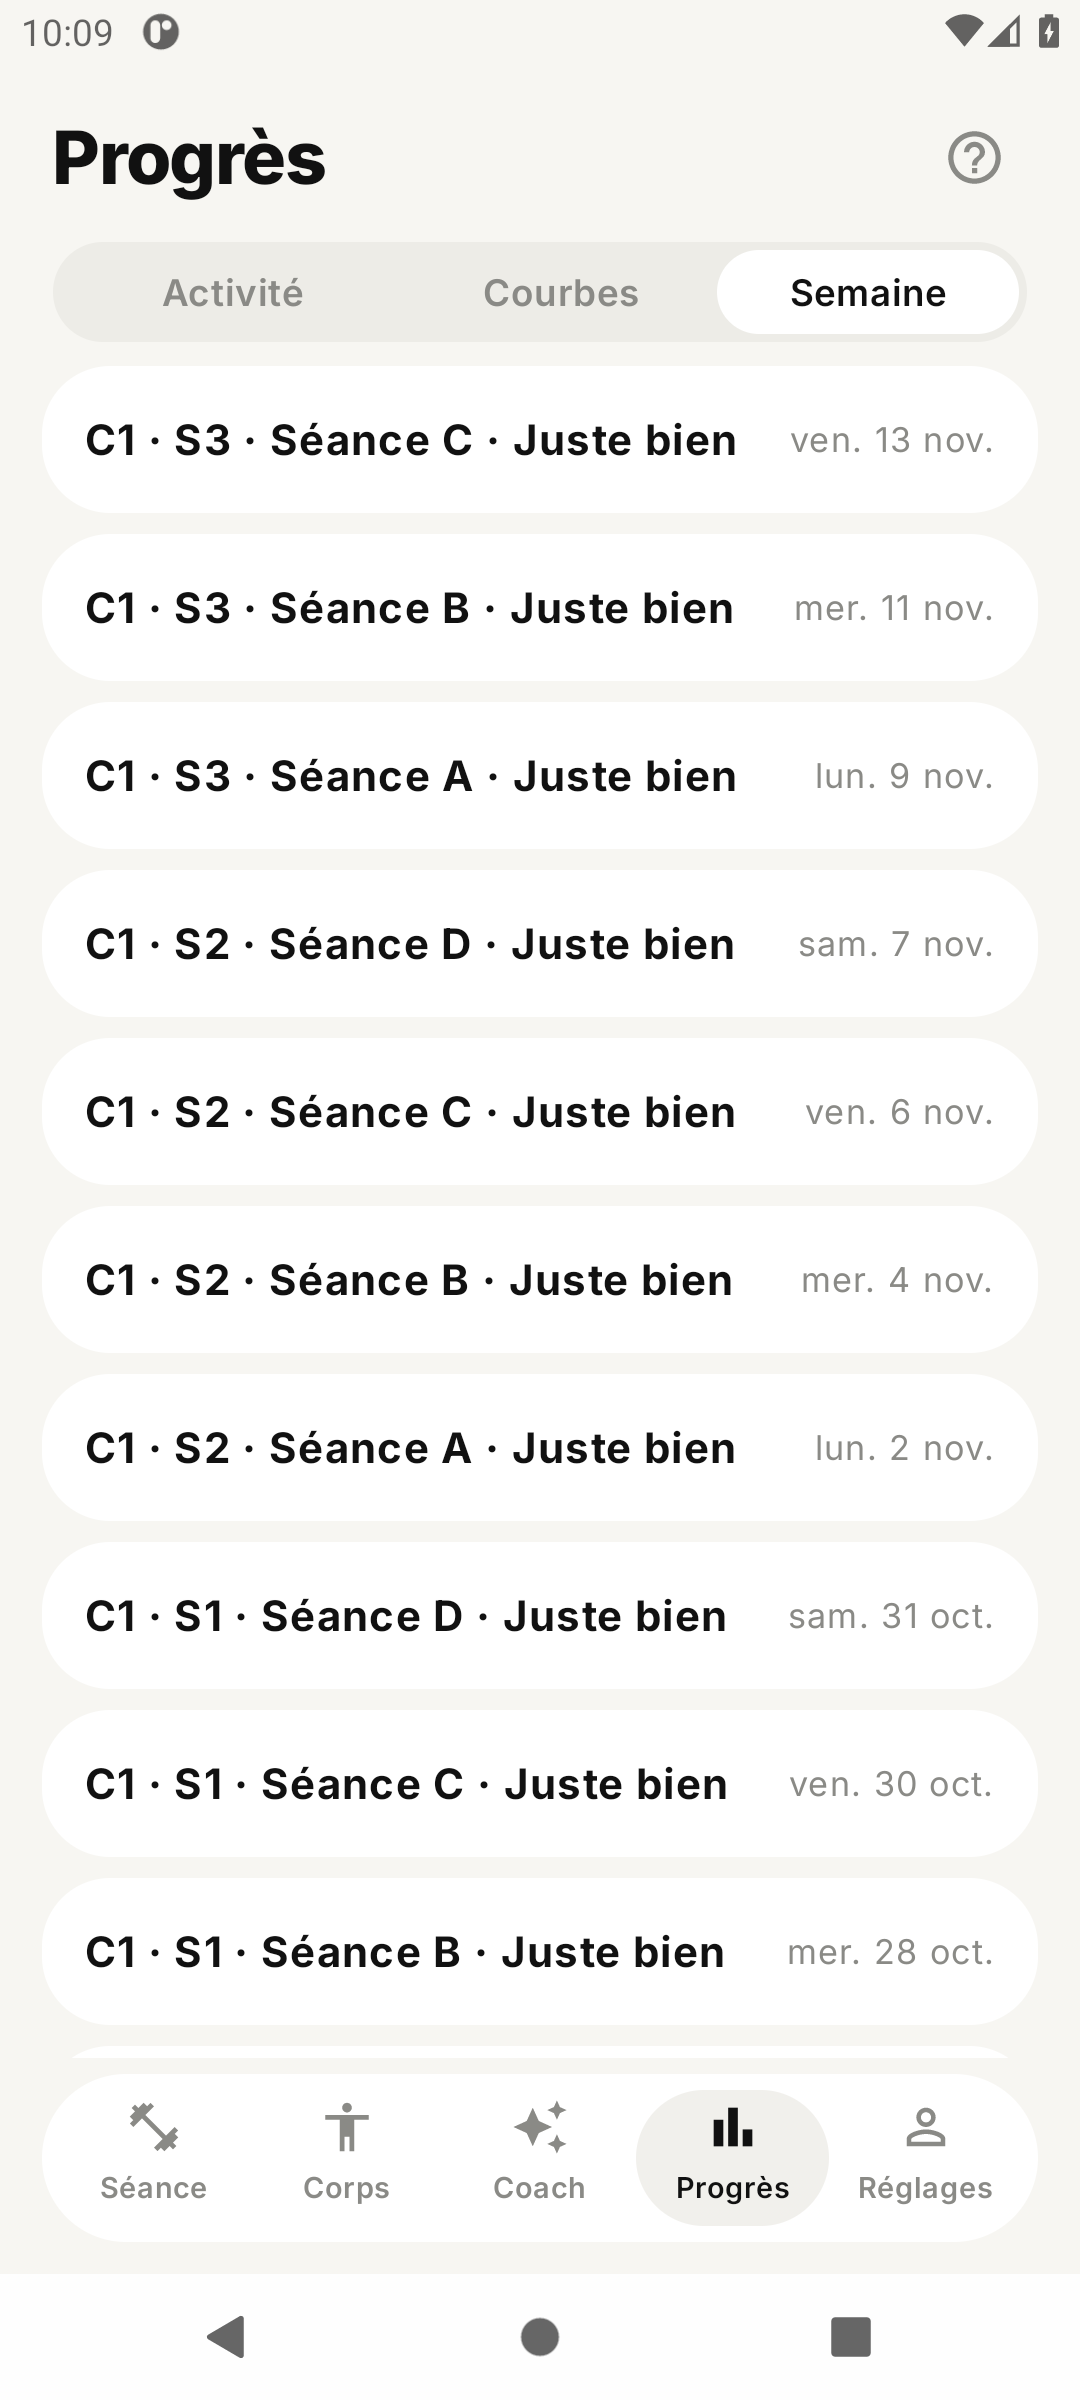 10:09
Progrès
Activité Courbes Semaine
C1 · S3 · Séance C · Juste bien ven. 13 nov.
C1 · S3 · Séance B · Juste bien mer. 11 nov.
C1 · S3 · Séance A · Juste bien lun. 9 nov.
C1 · S2 · Séance D · Juste bien sam. 7 nov.
C1 · S2 · Séance C · Juste bien ven. 6 nov.
C1 · S2 · Séance B · Juste bien mer. 4 nov.
C1 · S2 · Séance A · Juste bien lun. 2 nov.
C1 · S1 · Séance D · Juste bien sam. 31 oct.
C1 · S1 · Séance C · Juste bien ven. 30 oct.
C1 · S1 · Séance B · Juste bien mer. 28 oct.
Séance Corps Coach Progrès Réglages